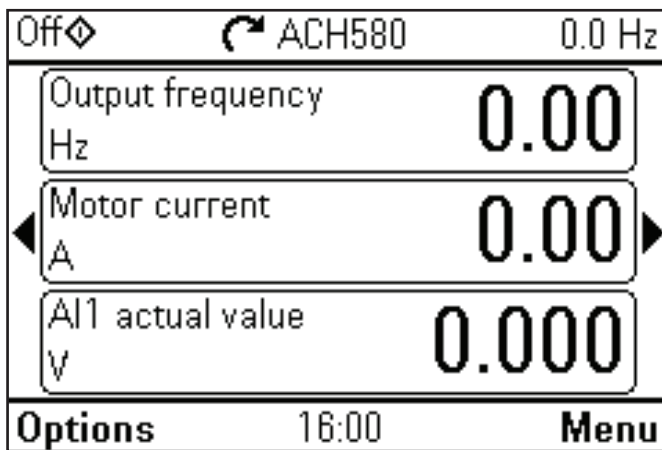 Off ACH580 0.0 Hz
Output frequency
Hz 0.00
Motor current
A 0.00
AI1 actual value
V 0.000
Options 16:00 Menu